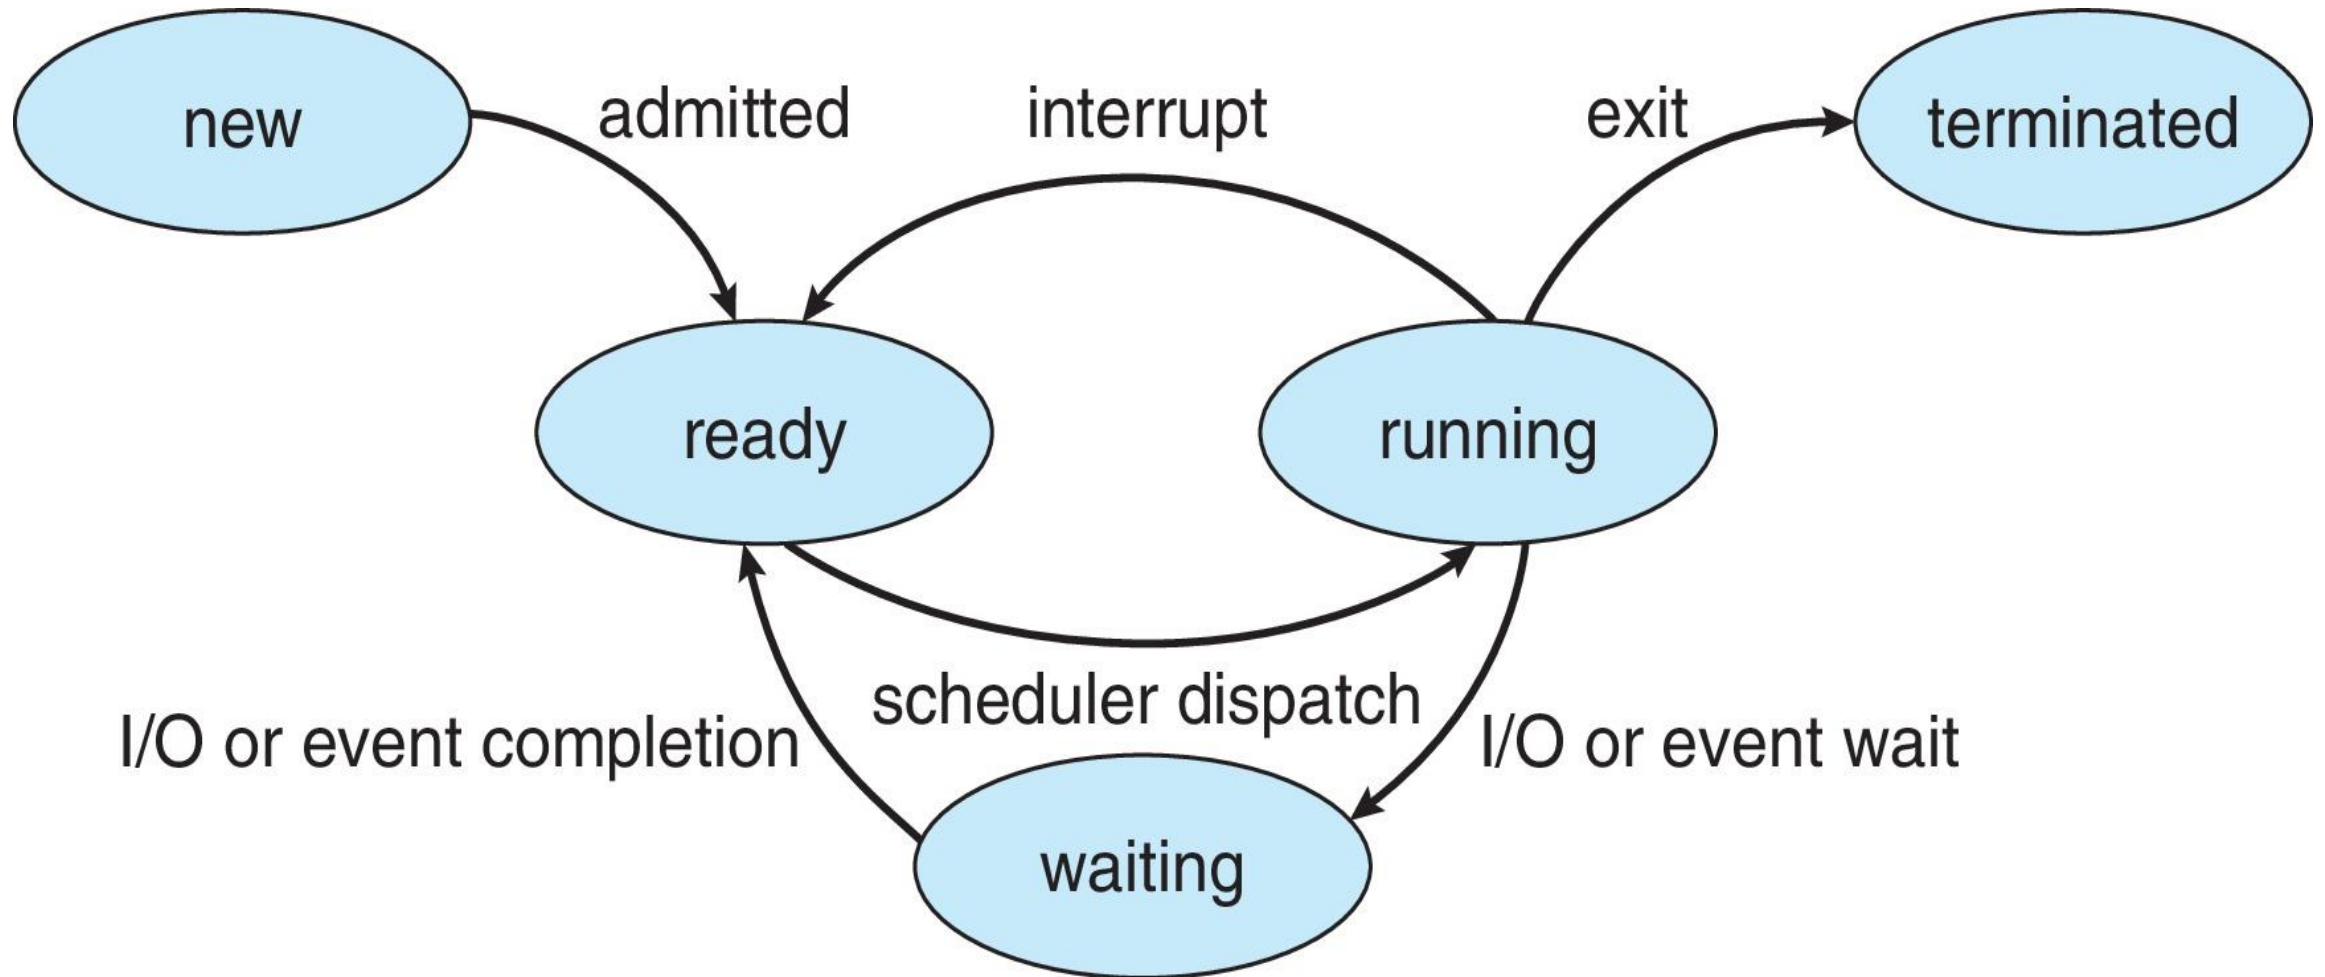 new
admitted
interrupt
exit
terminated
ready
running
scheduler dispatch
I/O or event completion
I/O or event wait
waiting